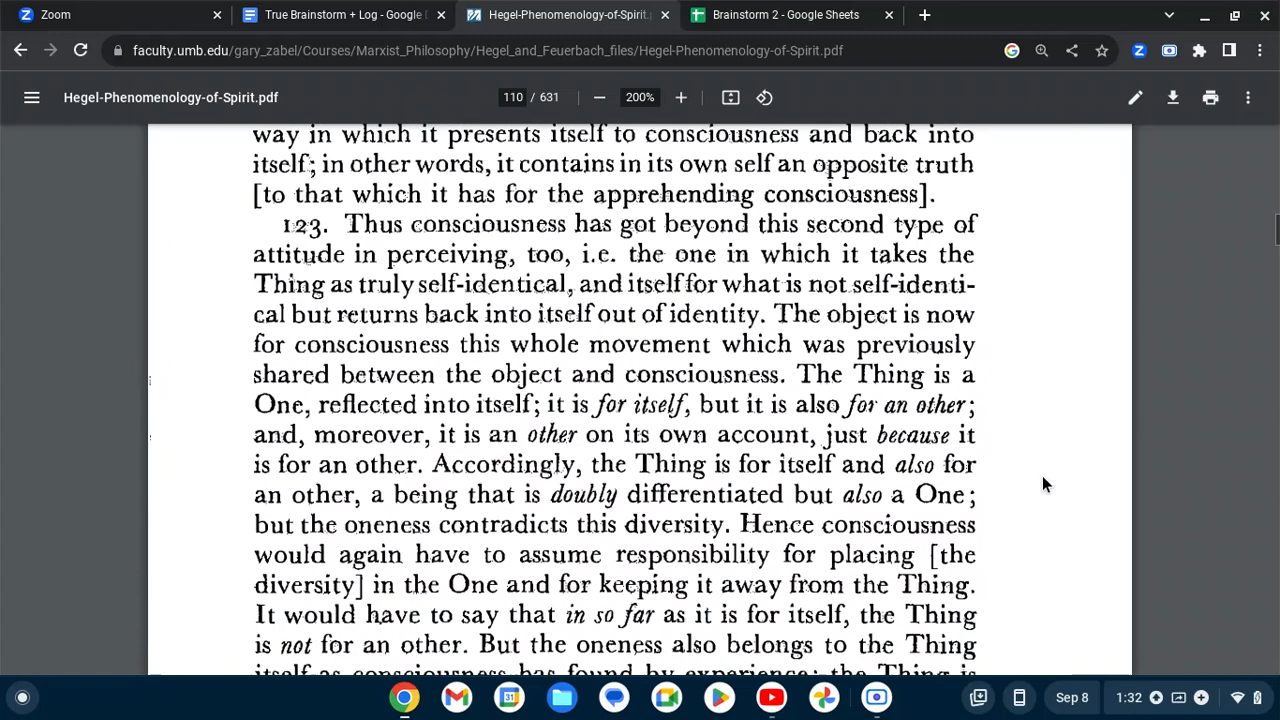 Zoom
True Brainstorm + Log - Google D
Hegel-Phenomenology-of-Spirit.p
Brainstorm 2 - Google Sheets
faculty.umb.edu/gary_zabel/Courses/Marxist_Philosophy/Hegel_and_Feuerbach_files/Hegel-Phenomenology-of-Spirit.pdf
Hegel-Phenomenology-of-Spirit.pdf
110 / 631
200%
way in which it presents itself to consciousness and back into
itself; in other words, it contains in its own self an opposite truth
[to that which it has for the apprehending consciousness].
123. Thus consciousness has got beyond this second type of
attitude in perceiving, too, i.e. the one in which it takes the
Thing as truly self-identical, and itself for what is not self-identi-
cal but returns back into itself out of identity. The object is now
for consciousness this whole movement which was previously
shared between the object and consciousness. The Thing is a
One, reflected into itself; it is for itself, but it is also for an other;
and, moreover, it is an other on its own account, just because it
is for an other. Accordingly, the Thing is for itself and also for
an other, a being that is doubly differentiated but also a One;
but the oneness contradicts this diversity. Hence consciousness
would again have to assume responsibility for placing [the
diversity] in the One and for keeping it away from the Thing.
It would have to say that in so far as it is for itself, the Thing
is not for an other. But the oneness also belongs to the Thing
itself as consciousness has found by experience: the Thing is
Sep 8
1:32